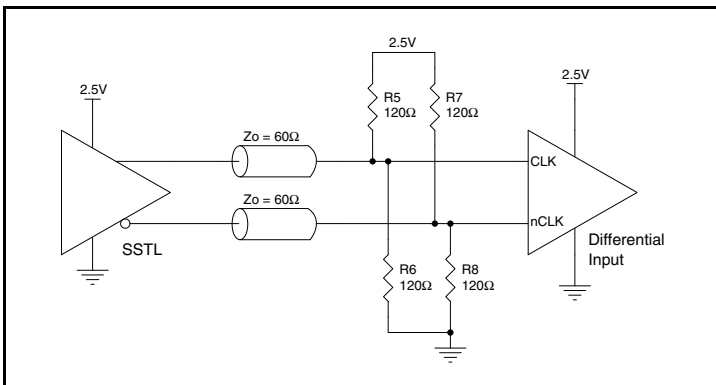 2.5V
2.5V
2.5V
R5
120Ω
R7
120Ω
Zo = 60Ω
CLK
Zo = 60Ω
nCLK
SSTL
Differential
Input
R6
120Ω
R8
120Ω